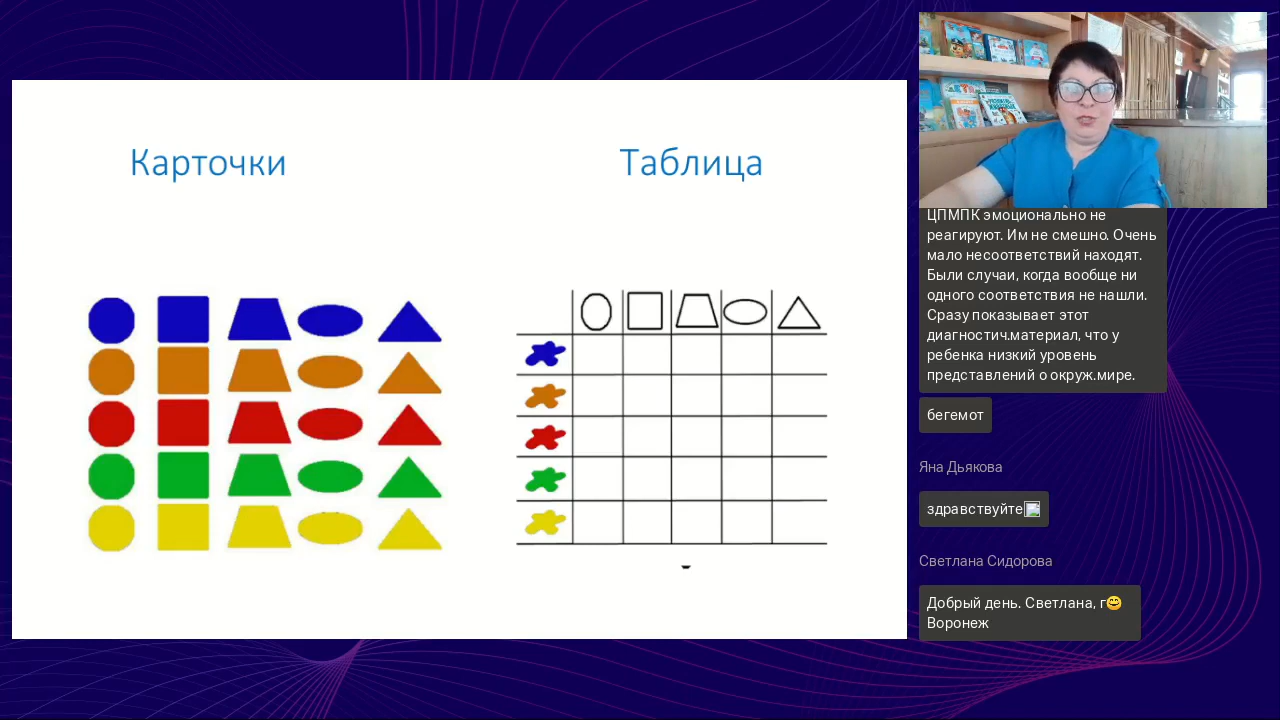 Карточки
Таблица
ЦПМПК эмоционально не
реагируют. Им не смешно. Очень
мало несоответствий находят.
Были случаи, когда вообще ни
одного соответствия не нашли.
Сразу показывает этот
диагностич.материал, что у
ребенка низкий уровень
представлений о окруж.мире.
бегемот
Яна Дьякова
здравствуйте
Светлана Сидорова
Добрый день. Светлана, г😄
Воронеж